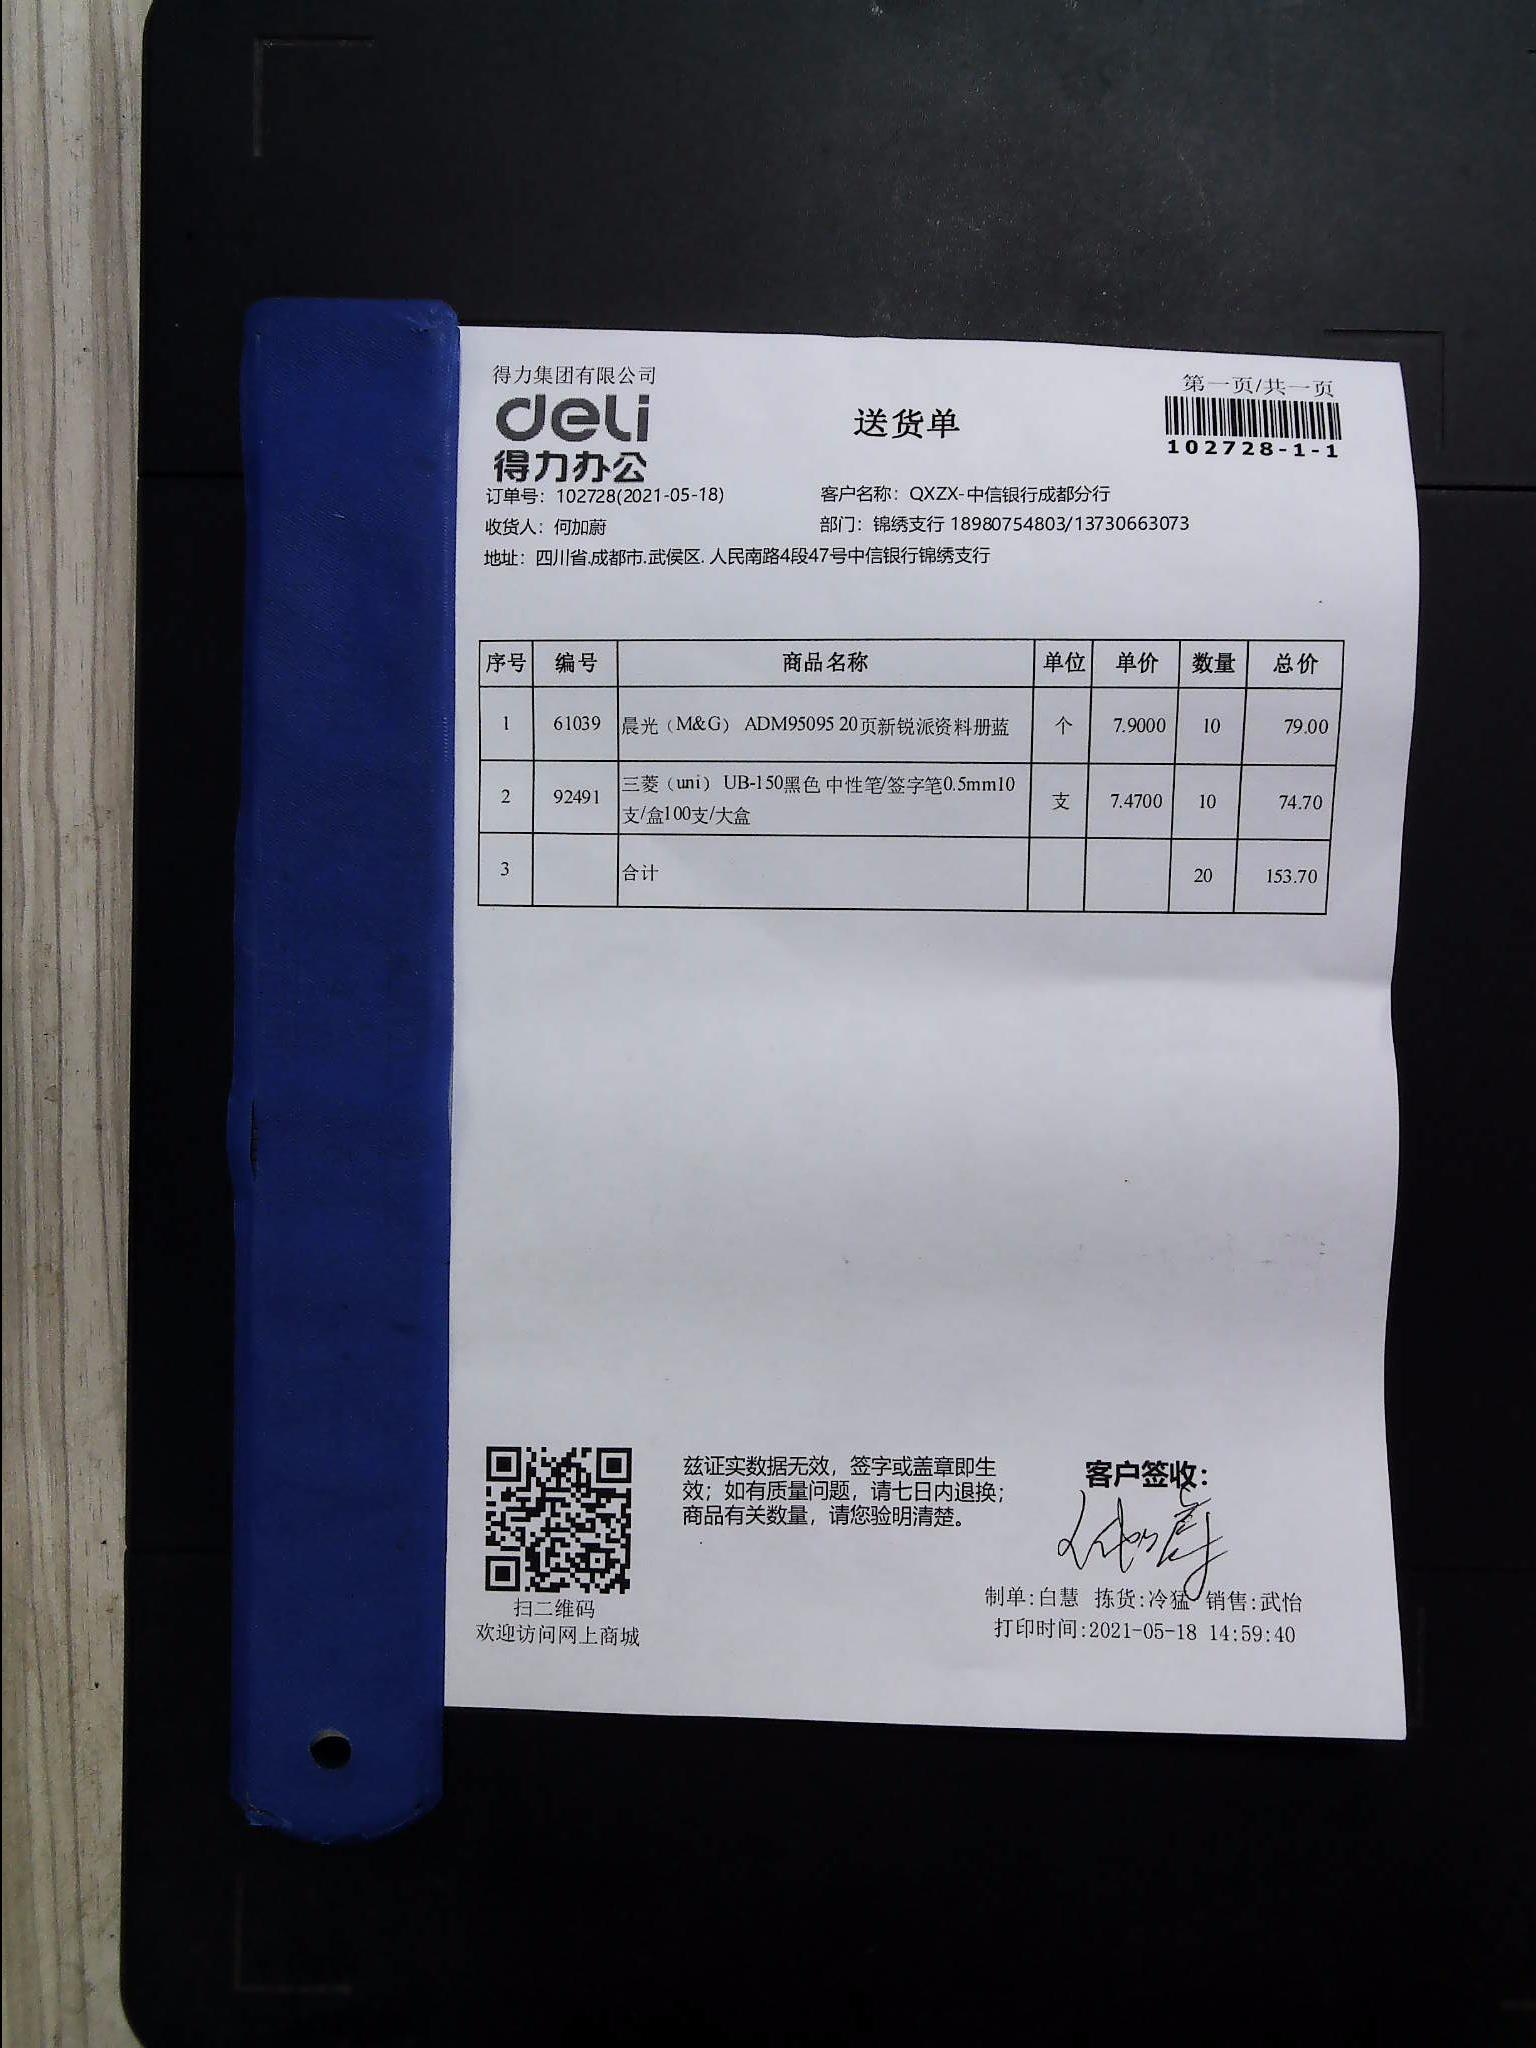 得力集团有限公司
第一页/共一页
deli
得力办公
送货单
102728-1-1
订单号：102728(2021-05-18)
客户名称：QXZX-中信银行成都分行
收货人：何加蔚
部门：锦绣支行 18980754803/13730663073
地址：四川省.成都市.武侯区. 人民南路4段47号中信银行锦绣支行
序号 编号 商品名称 单位 单价 数量 总价
1 61039 晨光（M&G） ADM95095 20页新锐派资料册蓝 个 7.9000 10 79.00
2 92491 三菱（uni） UB-150黑色 中性笔/签字笔0.5mm10
支/盒100支/大盒 支 7.4700 10 74.70
3 合计 20 153.70
兹证实数据无效，签字或盖章即生
效；如有质量问题，请七日内退换；
商品有关数量，请您验明清楚。
客户签收：
何加蔚
扫二维码
欢迎访问网上商城
制单:白慧 拣货:冷猛 销售:武怡
打印时间:2021-05-18 14:59:40